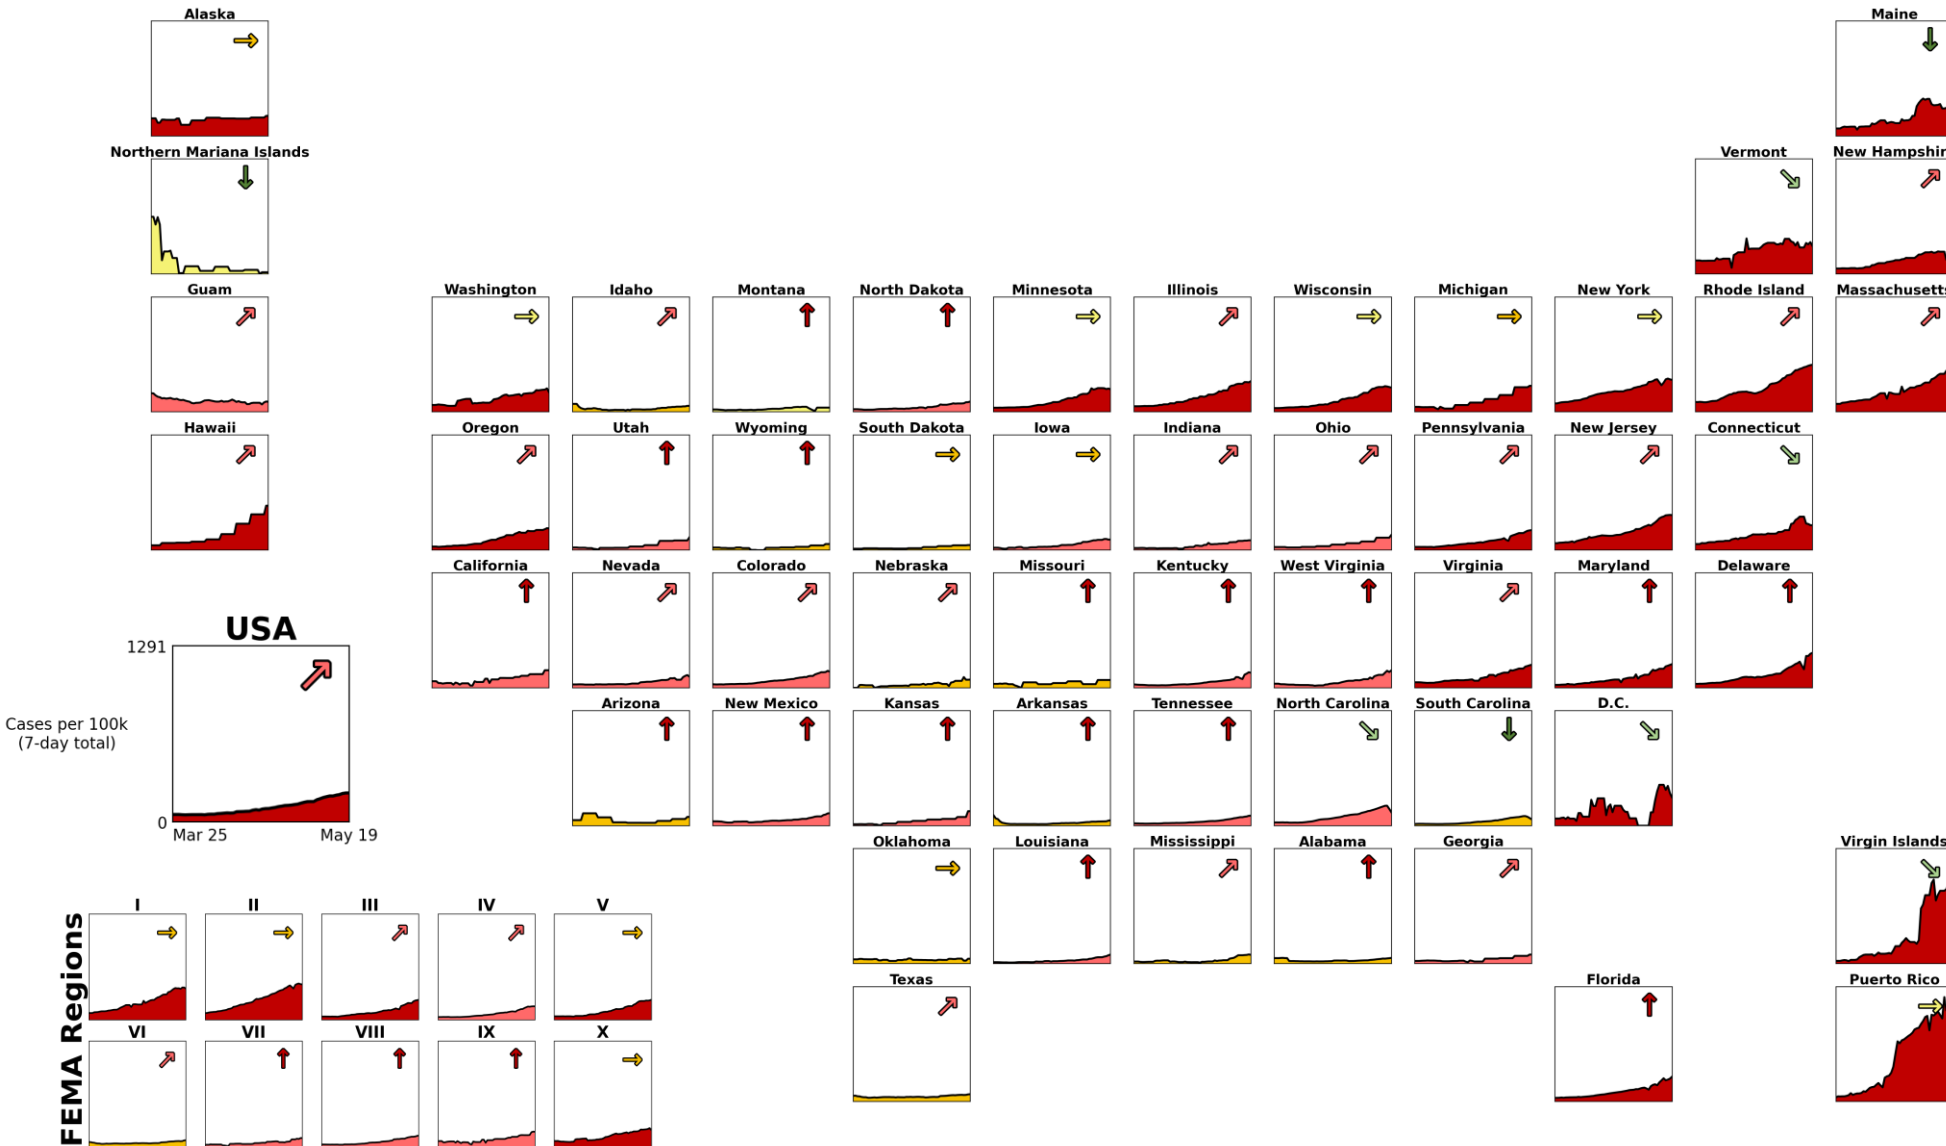 Alaska
Maine
Northern Mariana Islands
Vermont
New Hampshir
Guam
Washington
Idaho
Montana
North Dakota
Minnesota
Illinois
Wisconsin
Michigan
New York
Rhode Island
Massachusetts
Hawaii
Oregon
Utah
Wyoming
South Dakota
Iowa
Indiana
Ohio
Pennsylvania
New Jersey
Connecticut
California
Nevada
Colorado
Nebraska
Missouri
Kentucky
West Virginia
Virginia
Maryland
Delaware
USA
1291
Cases per 100k
(7-day total)
0
Mar 25
May 19
Arizona
New Mexico
Kansas
Arkansas
Tennessee
North Carolina
South Carolina
D.C.
Oklahoma
Louisiana
Mississippi
Alabama
Georgia
Virgin Islands
Texas
Florida
Puerto Rico
FEMA Regions
I
II
III
IV
V
VI
VII
VIII
IX
X